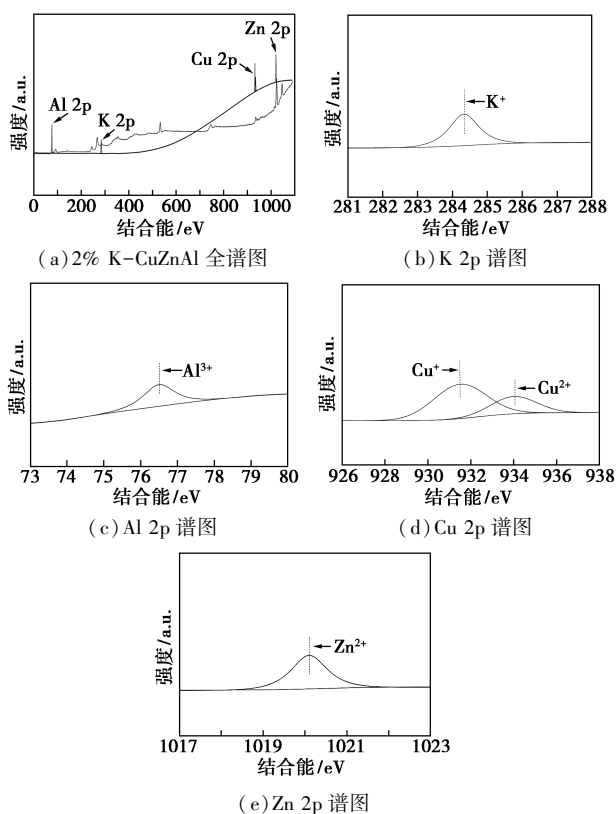 Zn 2p
Cu 2p
Al 2p
K 2p
强度/a.u.
0 200 400 600 800 1000
结合能/eV
(a)2% K-CuZnAl 全谱图
K⁺
强度/a.u.
281 282 283 284 285 286 287 288
结合能/eV
(b)K 2p 谱图
Al³⁺
强度/a.u.
73 74 75 76 77 78 79 80
结合能/eV
(c)Al 2p 谱图
Cu⁺
Cu²⁺
强度/a.u.
926 928 930 932 934 936 938
结合能/eV
(d)Cu 2p 谱图
Zn²⁺
强度/a.u.
1017 1019 1021 1023
结合能/eV
(e)Zn 2p 谱图